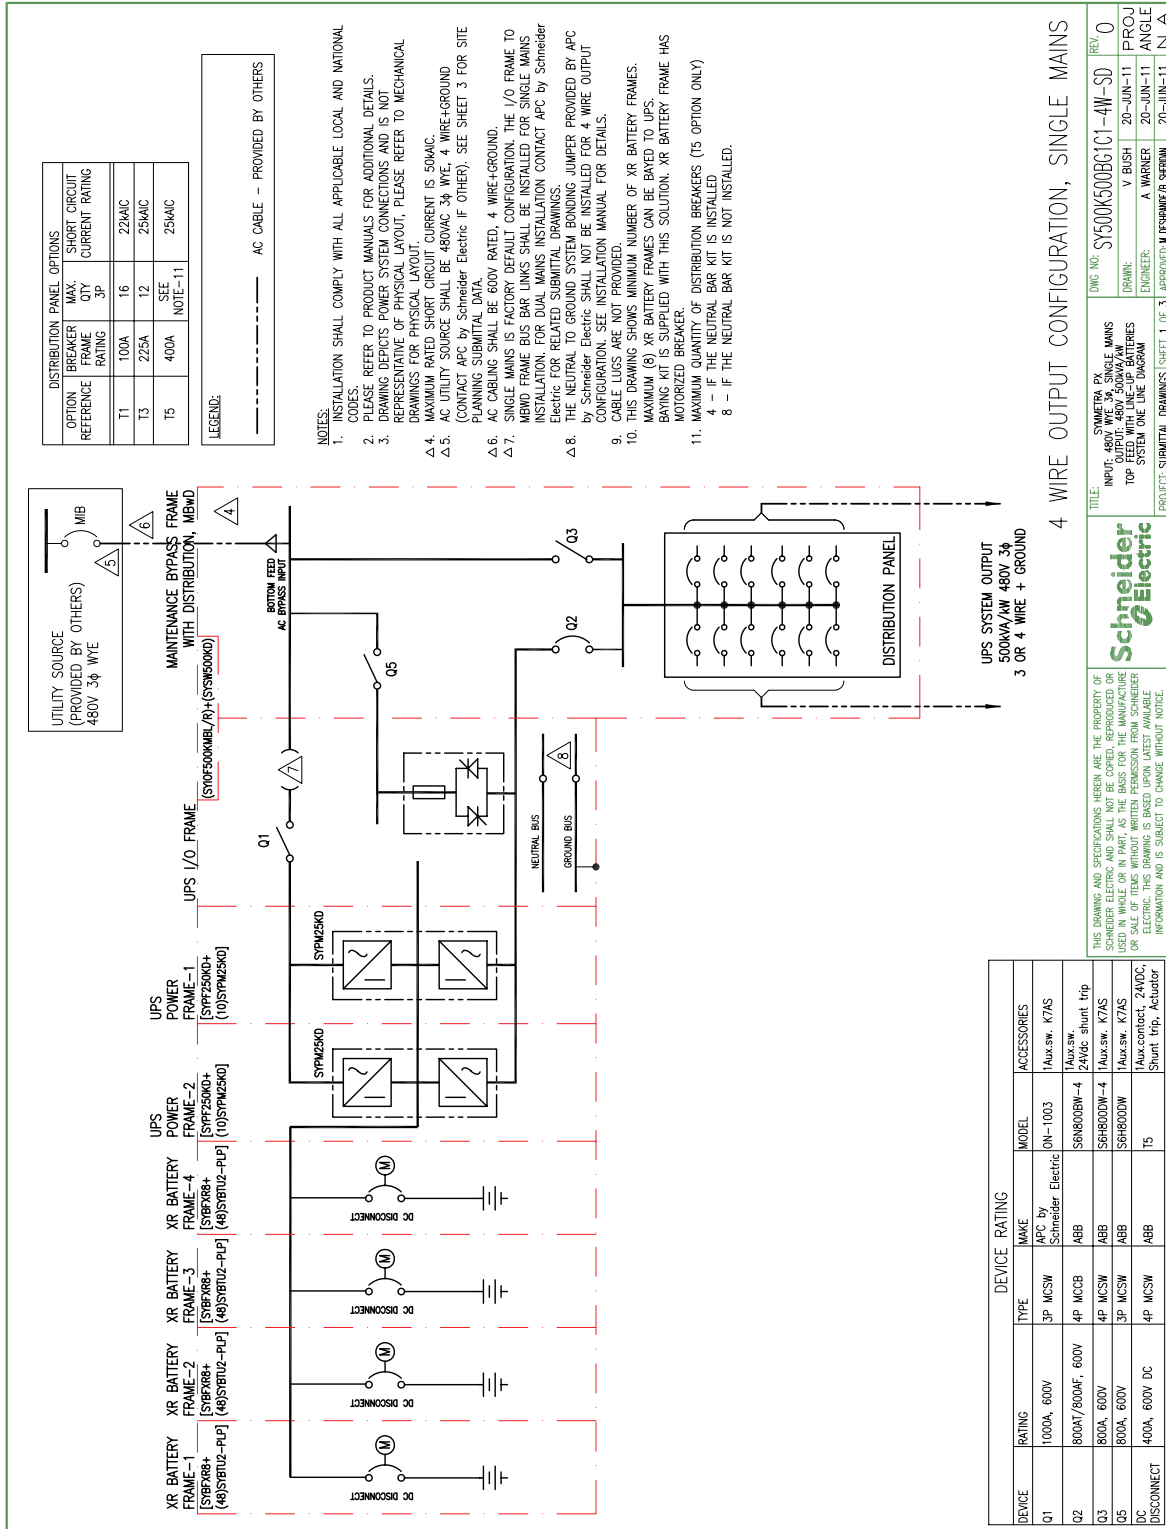 UTILITY SOURCE
(PROVIDED BY OTHERS)
480V 3ϕ WYE
MIB
5
6
4
MAINTENANCE BYPASS FRAME
WITH DISTRIBUTION, MBwD
(SYIOF500KMBL/R)+(SYSW500KD)
BOTTOM FEED
AC BYPASS INPUT
UPS I/O FRAME
Q1
7
Q5
Q3
Q2
8
NEUTRAL BUS
GROUND BUS
DISTRIBUTION PANEL
UPS SYSTEM OUTPUT
500kVA/kW 480V 3ϕ
3 OR 4 WIRE + GROUND
UPS
POWER
FRAME-1
[SYPF250KD+
(10)SYPM25KD]
SYPM25KD
UPS
POWER
FRAME-2
[SYPF250KD+
(10)SYPM25KD]
SYPM25KD
XR BATTERY
FRAME-4
[SYBFXR8+
(48)SYBTU2-PLP]
M
DC DISCONNECT
XR BATTERY
FRAME-3
[SYBFXR8+
(48)SYBTU2-PLP]
M
DC DISCONNECT
XR BATTERY
FRAME-2
[SYBFXR8+
(48)SYBTU2-PLP]
M
DC DISCONNECT
XR BATTERY
FRAME-1
[SYBFXR8+
(48)SYBTU2-PLP]
M
DC DISCONNECT
DISTRIBUTION PANEL OPTIONS
OPTION REFERENCE BREAKER FRAME RATING MAX. QTY 3P SHORT CIRCUIT CURRENT RATING
T1 100A 16 22kAIC
T3 225A 12 25kAIC
T5 400A SEE NOTE-11 25kAIC
LEGEND:
AC CABLE - PROVIDED BY OTHERS
NOTES:
1. INSTALLATION SHALL COMPLY WITH ALL APPLICABLE LOCAL AND NATIONAL
CODES.
2. PLEASE REFER TO PRODUCT MANUALS FOR ADDITIONAL DETAILS.
3. DRAWING DEPICTS POWER SYSTEM CONNECTIONS AND IS NOT
REPRESENTATIVE OF PHYSICAL LAYOUT, PLEASE REFER TO MECHANICAL
DRAWINGS FOR PHYSICAL LAYOUT.
△ 4. MAXIMUM RATED SHORT CIRCUIT CURRENT IS 50kAIC.
△ 5. AC UTILITY SOURCE SHALL BE 480VAC 3ϕ WYE, 4 WIRE+GROUND
(CONTACT APC by Schneider Electric IF OTHER). SEE SHEET 3 FOR SITE
PLANNING SUBMITTAL DATA.
△ 6. AC CABLING SHALL BE 600V RATED, 4 WIRE+GROUND.
△ 7. SINGLE MAINS IS FACTORY DEFAULT CONFIGURATION. THE I/O FRAME TO
MBWD FRAME BUS BAR LINKS SHALL BE INSTALLED FOR SINGLE MAINS
INSTALLATION. FOR DUAL MAINS INSTALLATION CONTACT APC by Schneider
Electric FOR RELATED SUBMITTAL DRAWINGS.
△ 8. THE NEUTRAL TO GROUND SYSTEM BONDING JUMPER PROVIDED BY APC
by Schneider Electric SHALL NOT BE INSTALLED FOR 4 WIRE OUTPUT
CONFIGURATION. SEE INSTALLATION MANUAL FOR DETAILS.
9. CABLE LUGS ARE NOT PROVIDED.
10. THIS DRAWING SHOWS MINIMUM NUMBER OF XR BATTERY FRAMES.
MAXIMUM (8) XR BATTERY FRAMES CAN BE BAYED TO UPS.
BAYING KIT IS SUPPLIED WITH THIS SOLUTION. XR BATTERY FRAME HAS
MOTORIZED BREAKER.
11. MAXIMUM QUANTITY OF DISTRIBUTION BREAKERS (T5 OPTION ONLY)
4 - IF THE NEUTRAL BAR KIT IS INSTALLED
8 - IF THE NEUTRAL BAR KIT IS NOT INSTALLED.
4 WIRE OUTPUT CONFIGURATION, SINGLE MAINS
DEVICE RATING
DEVICE RATING TYPE MAKE MODEL ACCESSORIES
Q1 1000A, 600V 3P MCSW APC by Schneider Electric ON-1003 1Aux.sw. K7AS
Q2 800AT/800AF, 600V 4P MCCB ABB S6N800BW-4 1Aux.sw. 24Vdc shunt trip
Q3 800A, 600V 4P MCSW ABB S6H800DW-4 1Aux.sw. K7AS
Q5 800A, 600V 3P MCSW ABB S6H800DW 1Aux.sw. K7AS
DC DISCONNECT 400A, 600V DC 4P MCSW ABB T5 1Aux.contact, 24VDC, Shunt trip, Actuator
THIS DRAWING AND SPECIFICATIONS HEREIN ARE THE PROPERTY OF
SCHNEIDER ELECTRIC AND SHALL NOT BE COPIED, REPRODUCED OR
USED IN WHOLE OR IN PART, AS THE BASIS FOR THE MANUFACTURE
OR SALE OF ITEMS WITHOUT WRITTEN PERMISSION FROM SCHNEIDER
ELECTRIC. THIS DRAWING IS BASED UPON LATEST AVAILABLE
INFORMATION AND IS SUBJECT TO CHANGE WITHOUT NOTICE.
Schneider
Electric
TITLE: SYMMETRA PX
INPUT: 480V WYE 3ϕ, SINGLE MAINS
OUTPUT: 480V 500kVA/kW
TOP FEED WITH LINE-UP BATTERIES
SYSTEM ONE LINE DIAGRAM
PROJECT: SUBMITTAL DRAWINGS SHEET 1 OF 3
DWG NO: SY500K500BG1C1-4W-SD
REV. 0
DRAWN: V BUSH 20-JUN-11
ENGINEER: A WARNER 20-JUN-11
APPROVED: 20-JUN-11
PROJ
ANGLE